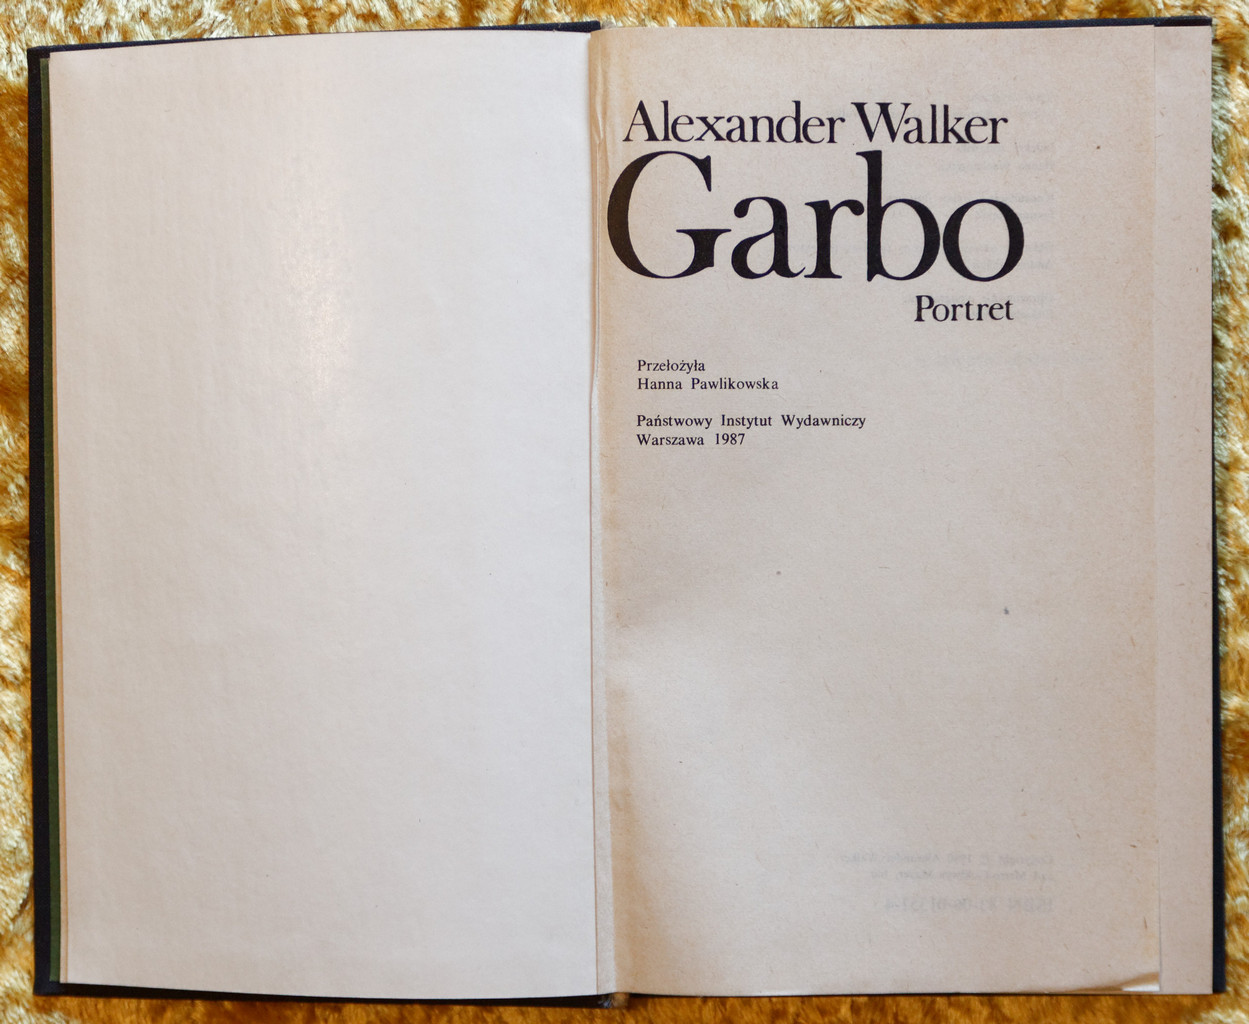 Alexander Walker
Garbo
Portret
Przełożyła
Hanna Pawlikowska
Państwowy Instytut Wydawniczy
Warszawa 1987